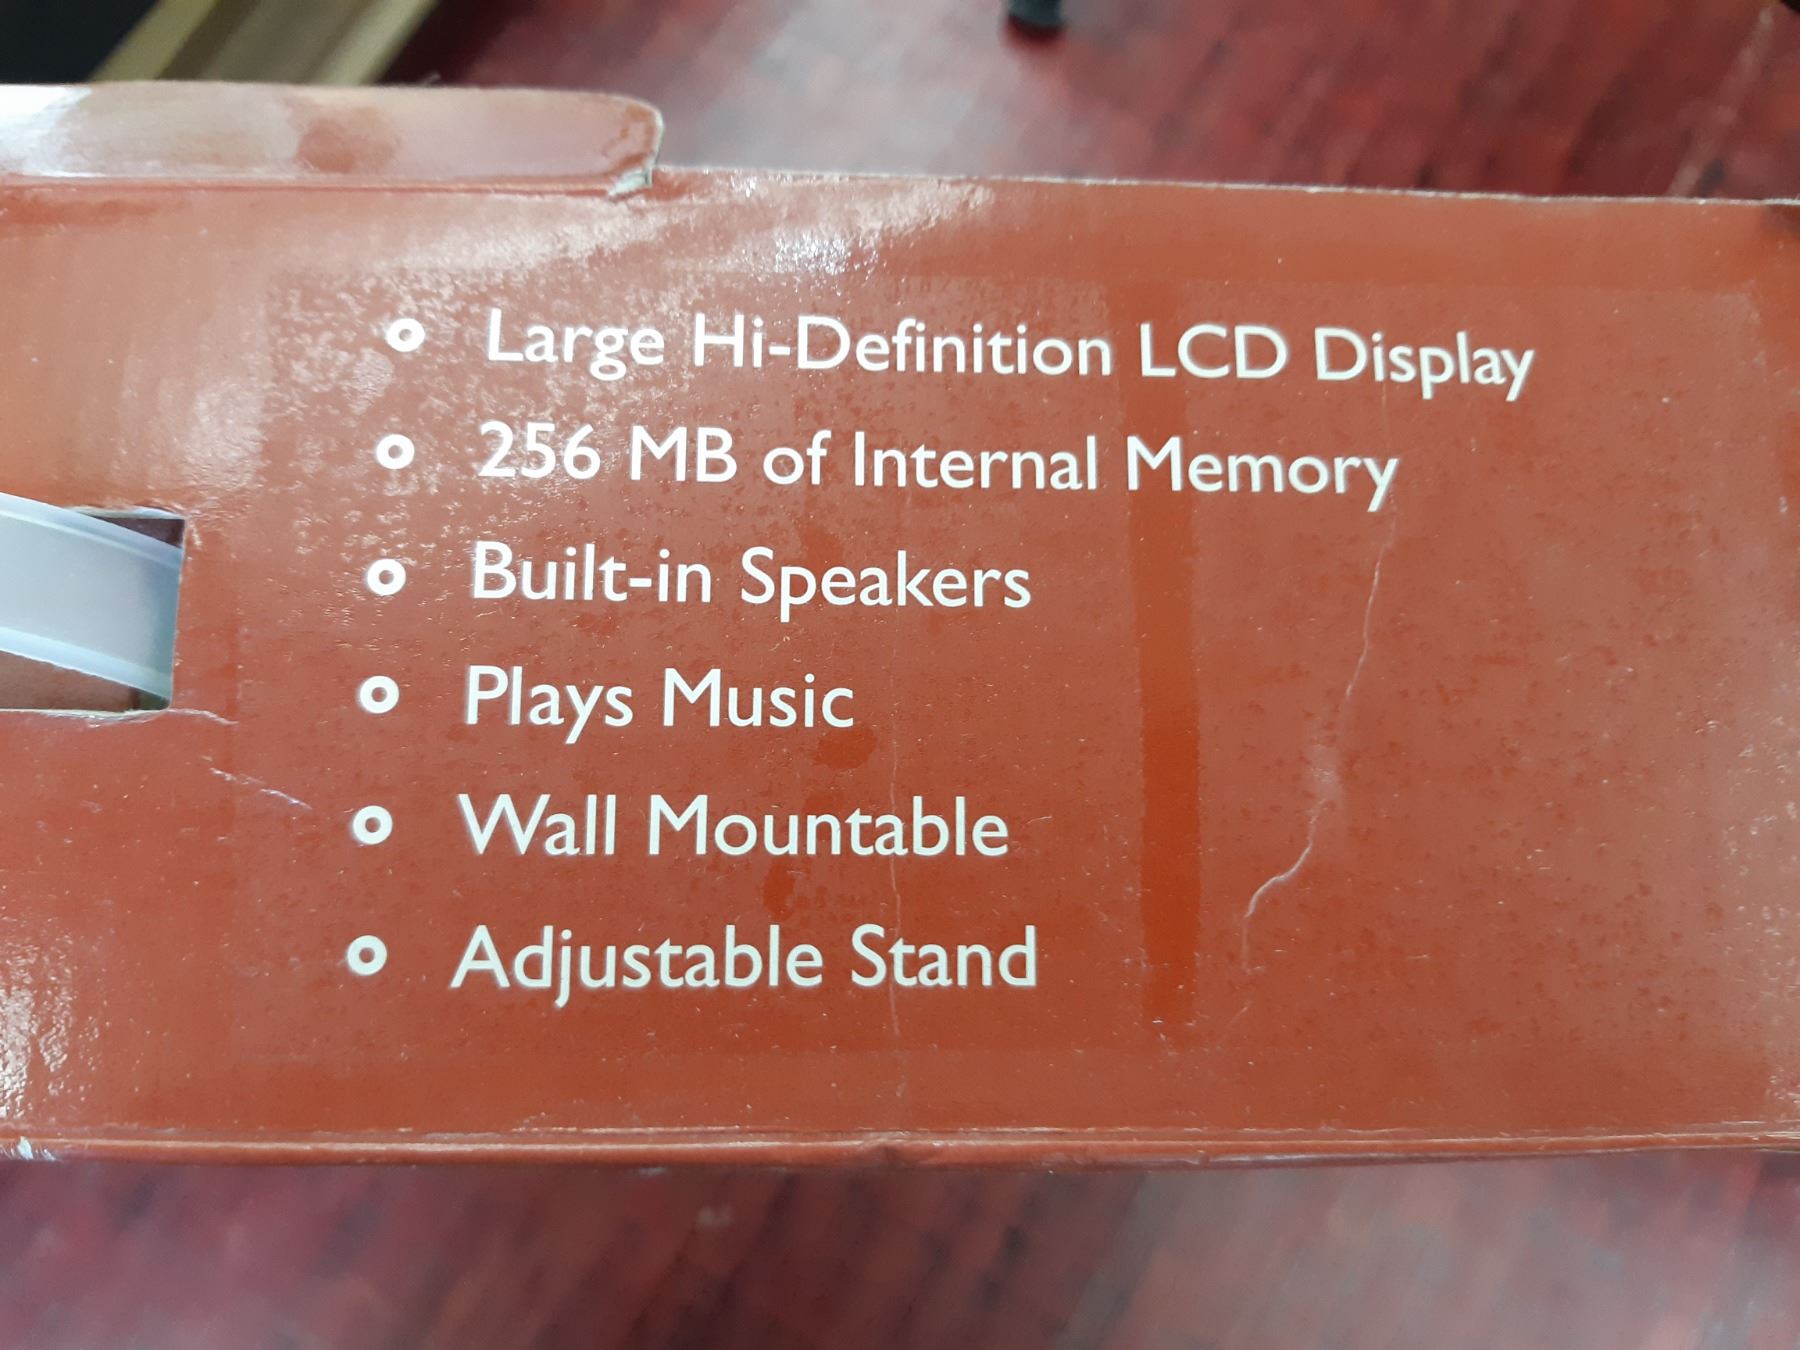 Large Hi-Definition LCD Display
256 MB of Internal Memory
Built-in Speakers
Plays Music
Wall Mountable
Adjustable Stand